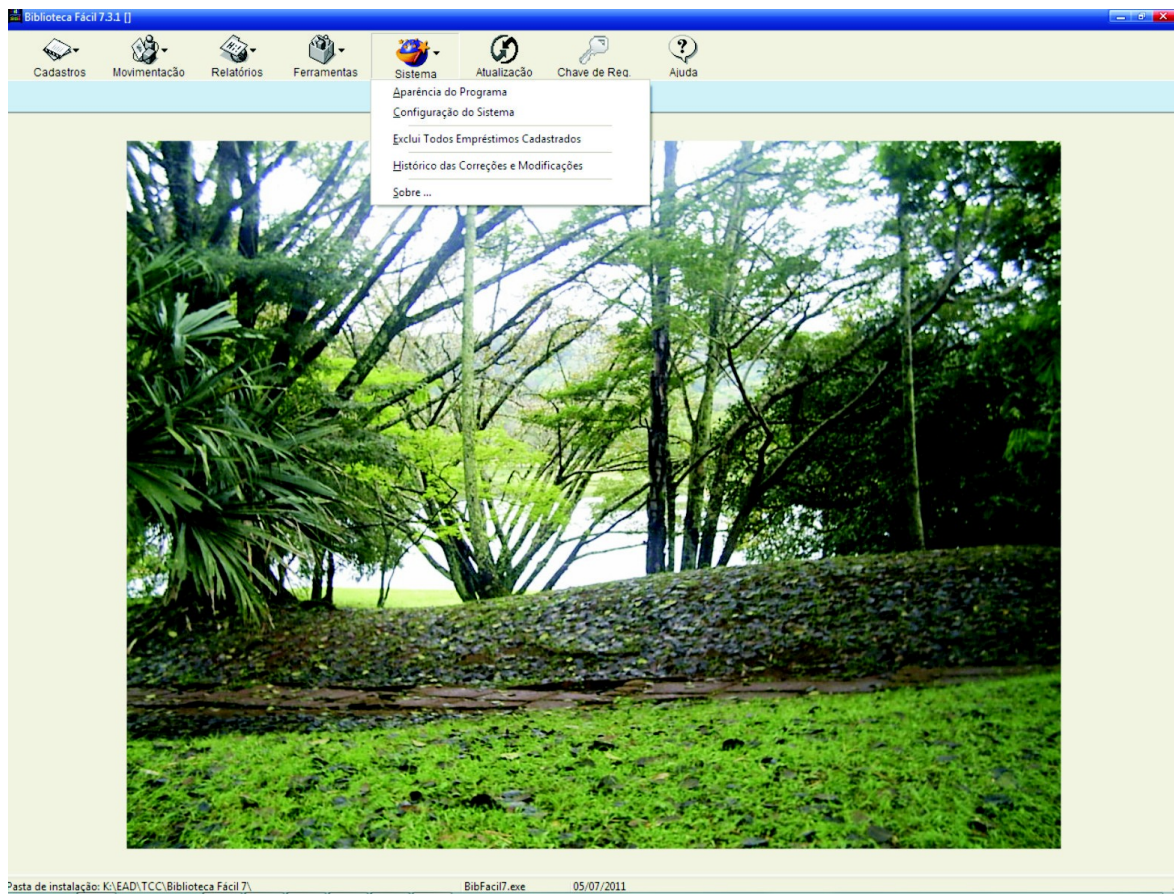 Biblioteca Fácil 7.3.1 []
Cadastros Movimentação Relatórios Ferramentas Sistema Atualização Chave de Reg. Ajuda
Aparência do Programa
Configuração do Sistema
Exclui Todos Empréstimos Cadastrados
Histórico das Correções e Modificações
Sobre ...
Pasta de instalação: K:\EAD\TCC\Biblioteca Fácil 7\ BibFacil7.exe 05/07/2011